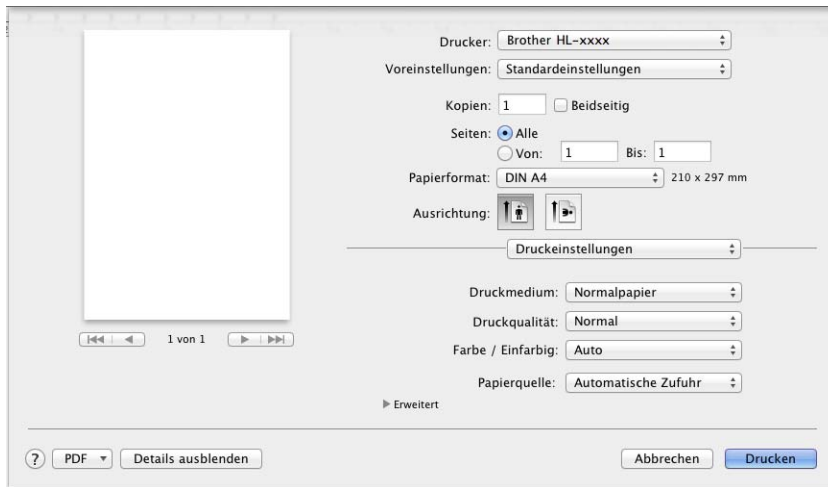 Drucker: Brother HL-xxxx
Voreinstellungen: Standardeinstellungen
Kopien: 1 Beidseitig
Seiten: Alle
Von: 1 Bis: 1
Papierformat: DIN A4 210 x 297 mm
Ausrichtung:
Druckeinstellungen
Druckmedium: Normalpapier
Druckqualität: Normal
1 von 1
Farbe / Einfarbig: Auto
Papierquelle: Automatische Zufuhr
Erweitert
? PDF Details ausblenden Abbrechen Drucken